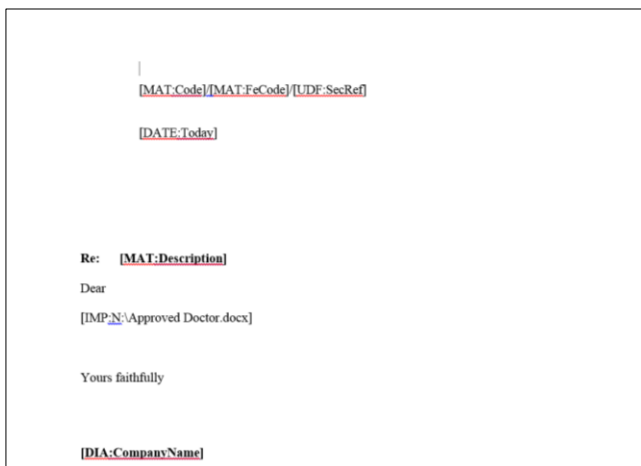 [MAT:Code]/[MAT:FeCode]/[UDF:SecRef]
[DATE:Today]
Re: [MAT:Description]
Dear
[IMP:N:\Approved Doctor.docx]
Yours faithfully
[DIA:CompanyName]